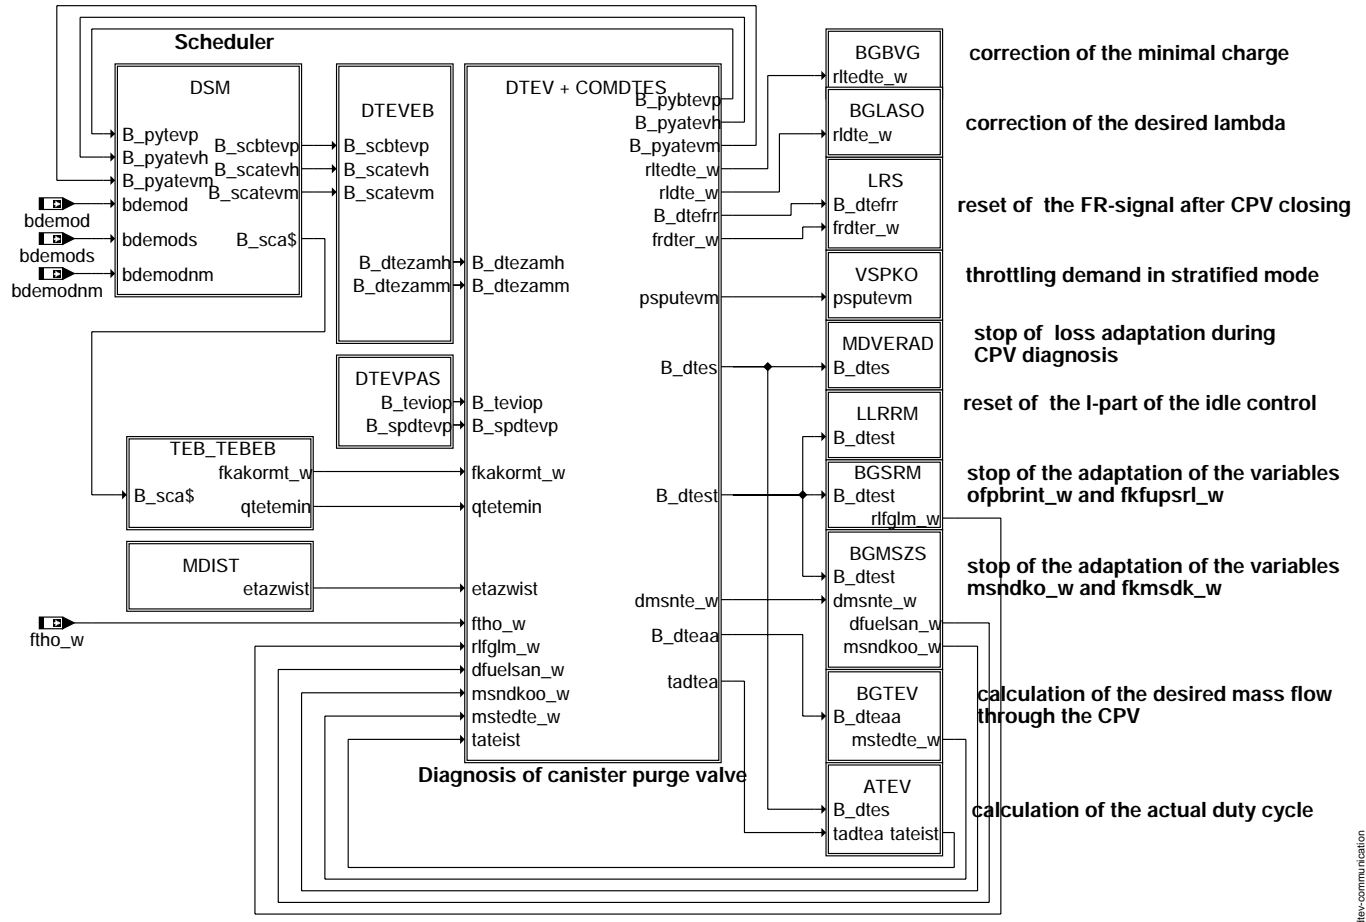 Scheduler
DSM
B_pytevp
B_pyatevh
B_pyatevm
bdemod
bdemods
bdemodnm
B_scbtevp
B_scatevh
B_scatevm
B_sca$
bdemod
bdemods
bdemodnm
DTEVEB
B_scbtevp
B_scatevh
B_scatevm
B_dtezamh
B_dtezamm
DTEVPAS
B_teviop
B_spdtevp
TEB_TEBEB
fkakormt_w
B_sca$
qtetemin
MDIST
etazwist
ftho_w
DTEV + COMDTES
B_pybtevp
B_pyatevh
B_pyatevm
rltedte_w
rldte_w
B_dtefrr
frdter_w
B_dtezamh
B_dtezamm
psputevm
B_dtes
B_teviop
B_spdtevp
fkakormt_w
B_dtest
qtetemin
etazwist
dmsnte_w
ftho_w
B_dteaa
rlfglm_w
dfuelsan_w
tadtea
msndkoo_w
mstedte_w
tateist
Diagnosis of canister purge valve
BGBVG
rltedte_w
correction of the minimal charge
BGLASO
rldte_w
correction of the desired lambda
LRS
B_dtefrr
frdter_w
reset of the FR-signal after CPV closing
VSPKO
psputevm
throttling demand in stratified mode
MDVERAD
B_dtes
stop of loss adaptation during
CPV diagnosis
LLRRM
B_dtest
reset of the I-part of the idle control
BGSRM
B_dtest
rlfglm_w
stop of the adaptation of the variables
ofpbrint_w and fkfupsrl_w
BGMSZS
B_dtest
dmsnte_w
dfuelsan_w
msndkoo_w
stop of the adaptation of the variables
msndko_w and fkmsdk_w
BGTEV
B_dteaa
mstedte_w
calculation of the desired mass flow
through the CPV
ATEV
B_dtes
tadtea tateist
calculation of the actual duty cycle
dtev-communication